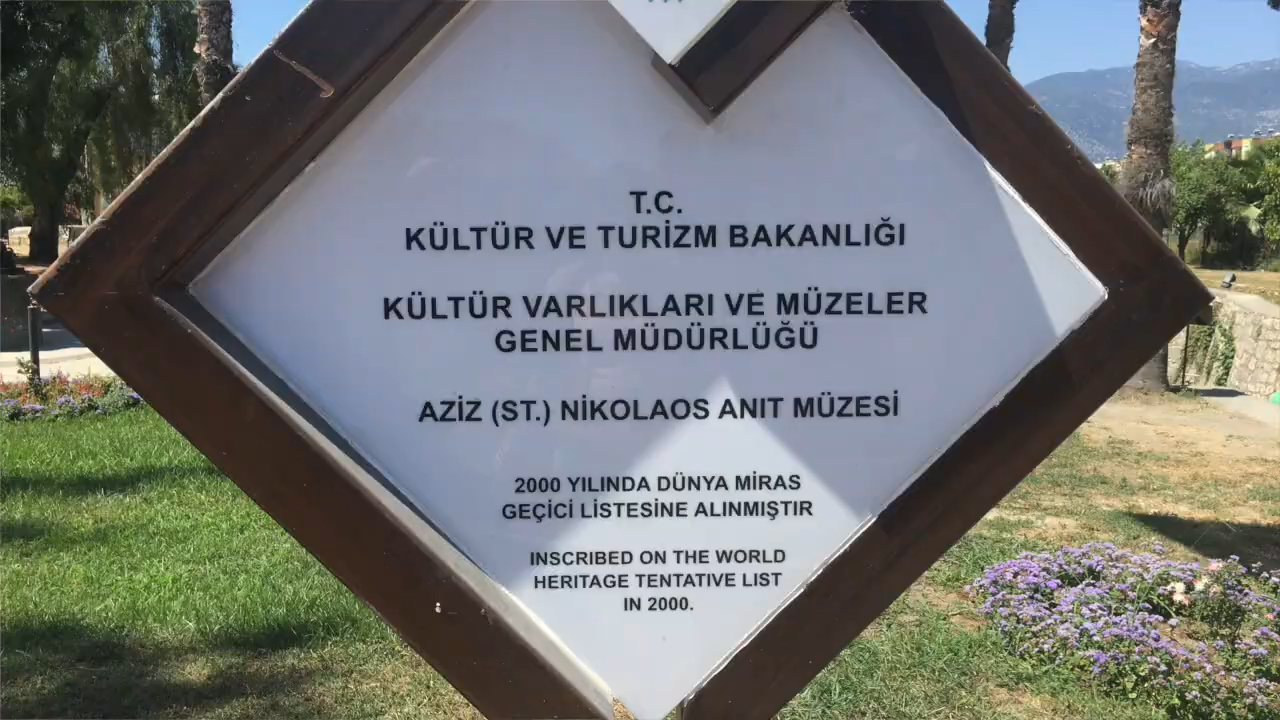 T.C.
KÜLTÜR VE TURİZM BAKANLIĞI
KÜLTÜR VARLIKLARI VE MÜZELER
GENEL MÜDÜRLÜĞÜ
AZİZ (ST.) NİKOLAOS ANIT MÜZESİ
2000 YILINDA DÜNYA MİRAS
GEÇİCİ LİSTESİNE ALINMIŞTIR
INSCRIBED ON THE WORLD
HERITAGE TENTATIVE LIST
IN 2000.